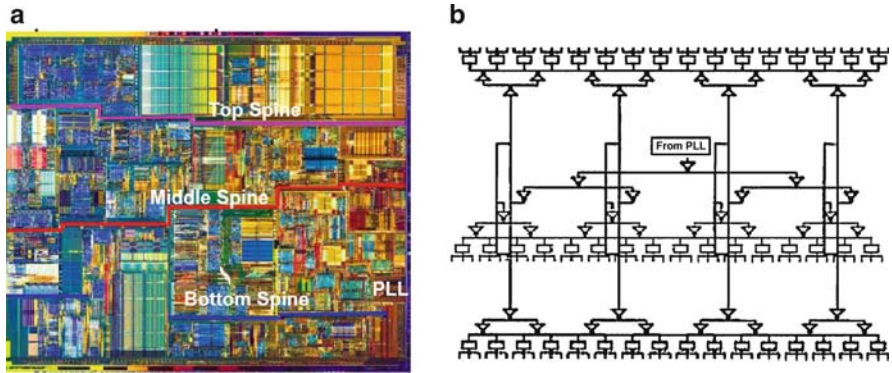 a
b
Top Spine
Middle Spine
Bottom Spine
PLL
From PLL